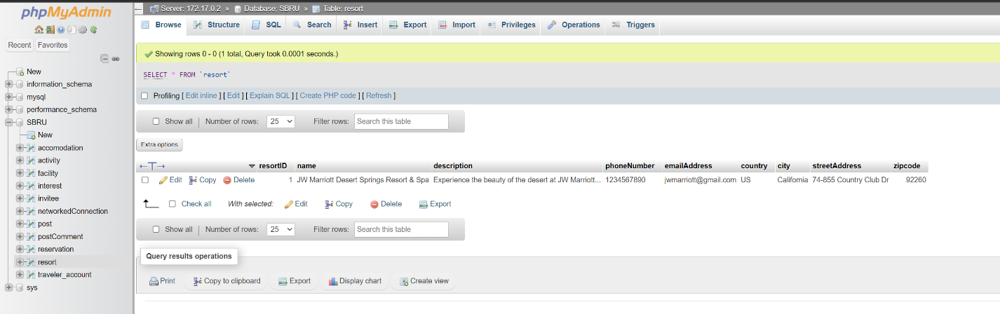 phpMyAdmin
Recent Favorites
New
information_schema
mysql
performance_schema
SBRU
New
accomodation
activity
facility
interest
invitee
networkedConnection
post
postComment
reservation
resort
traveler_account
sys
Server: 172.17.0.2 » Database: SBRU » Table: resort
Browse Structure SQL Search Insert Export Import Privileges Operations Triggers
Showing rows 0 - 0 (1 total, Query took 0.0001 seconds.)
SELECT * FROM `resort`
Profiling [ Edit inline ] [ Edit ] [ Explain SQL ] [ Create PHP code ] [ Refresh ]
Show all | Number of rows: 25 Filter rows: Search this table
Extra options
←T→ resortID name description phoneNumber emailAddress country city streetAddress zipcode
Edit Copy Delete 1 JW Marriott Desert Springs Resort & Spa Experience the beauty of the desert at JW Marriott... 1234567890 jwmarriott@gmail.com US California 74-855 Country Club Dr 92260
Check all With selected: Edit Copy Delete Export
Show all | Number of rows: 25 Filter rows: Search this table
Query results operations
Print Copy to clipboard Export Display chart Create view